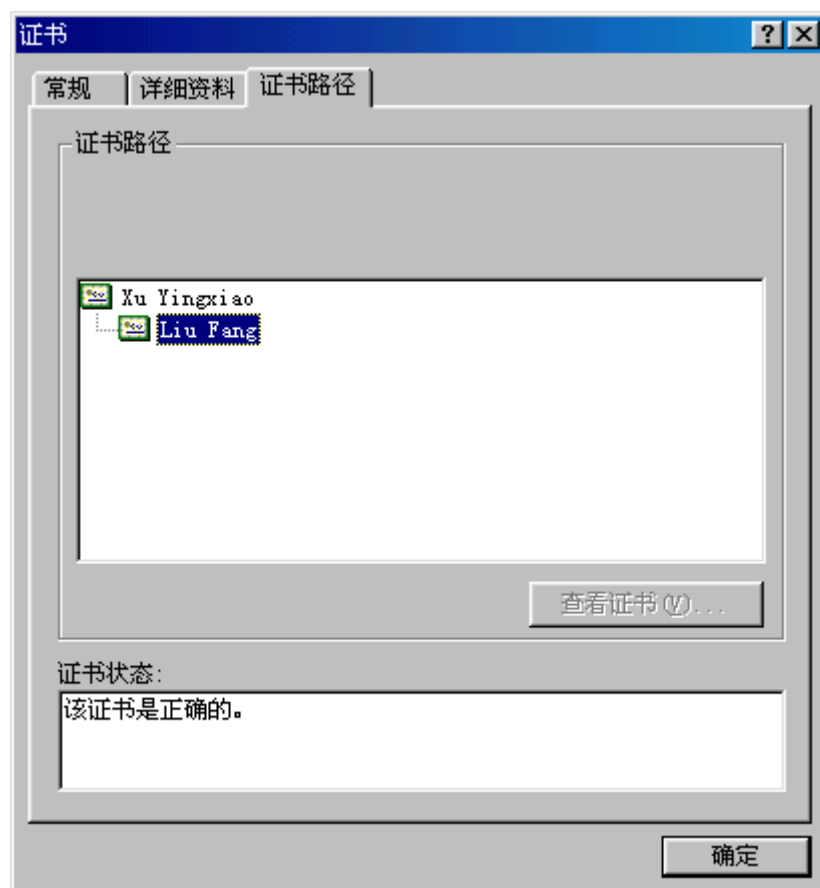 证书
常规 详细资料 证书路径
证书路径
Xu Yingxiao
Liu Fang
查看证书(V)...
证书状态:
该证书是正确的。
确定